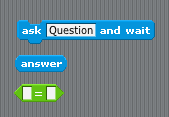 ask Question and wait
answer
=